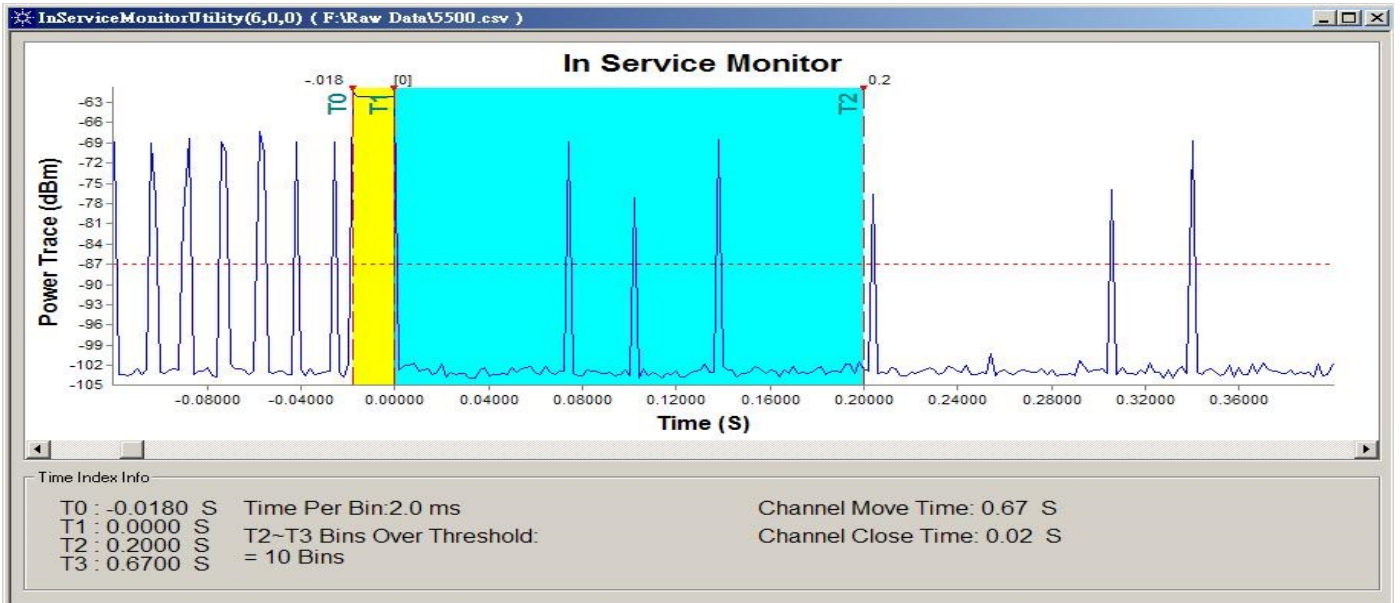 InServiceMonitorUtility(6,0,0) ( F:\Raw Data\5500.csv )
In Service Monitor
-.018
[0]
0.2
T0
T1
T2
Power Trace (dBm)
-63
-66
-69
-72
-75
-78
-81
-84
-87
-90
-93
-96
-99
-102
-105
-0.08000 -0.04000 0.00000 0.04000 0.08000 0.12000 0.16000 0.20000 0.24000 0.28000 0.32000 0.36000
Time (S)
Time Index Info
T0 : -0.0180 S
T1 : 0.0000 S
T2 : 0.2000 S
T3 : 0.6700 S
Time Per Bin:2.0 ms
T2~T3 Bins Over Threshold:
= 10 Bins
Channel Move Time: 0.67 S
Channel Close Time: 0.02 S